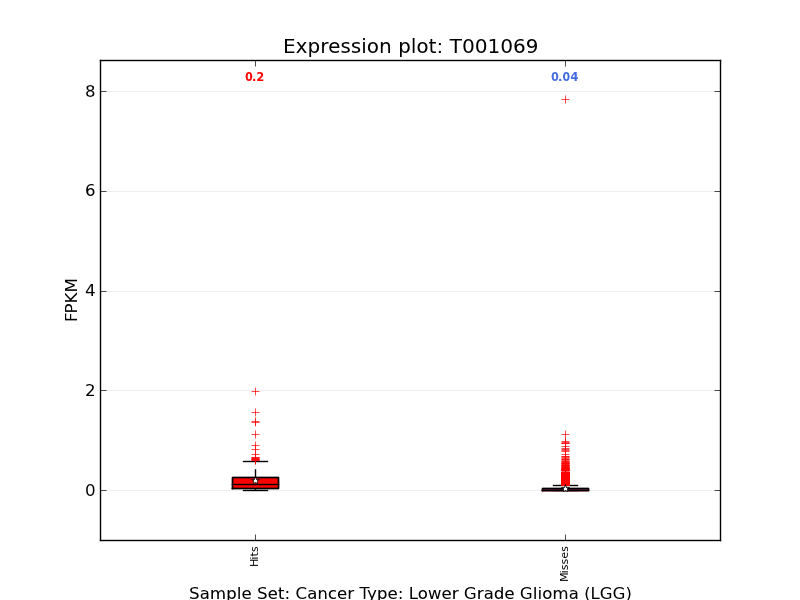 Expression plot: T001069
0.2
0.04
8
6
4
2
0
FPKM
Hits
Misses
Sample Set: Cancer Type: Lower Grade Glioma (LGG)